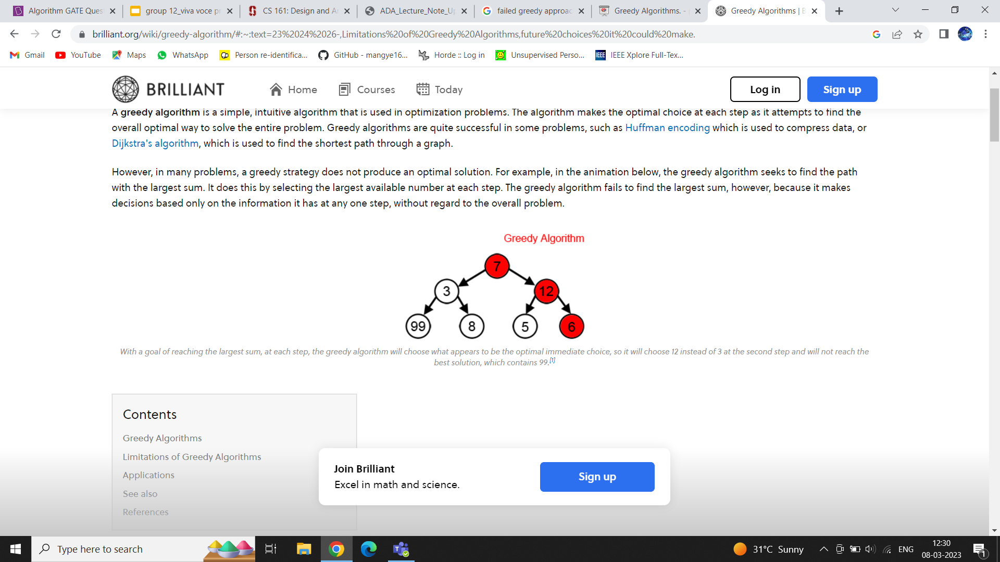 Algorithm GATE Ques
group 12_viva voce pr
CS 161: Design and A
ADA_Lecture_Note_Up
failed greedy approac
Greedy Algorithms. -
Greedy Algorithms | B
brilliant.org/wiki/greedy-algorithm/#:~:text=23%2024%2026-,Limitations%20of%20Greedy%20Algorithms,future%20choices%20it%20could%20make.
Gmail YouTube Maps WhatsApp Person re-identifica... GitHub - mangye16... Horde :: Log in Unsupervised Perso... IEEE IEEE Xplore Full-Tex...
BRILLIANT Home Courses Today Log in Sign up
A greedy algorithm is a simple, intuitive algorithm that is used in optimization problems. The algorithm makes the optimal choice at each step as it attempts to find the
overall optimal way to solve the entire problem. Greedy algorithms are quite successful in some problems, such as Huffman encoding which is used to compress data, or
Dijkstra's algorithm, which is used to find the shortest path through a graph.
However, in many problems, a greedy strategy does not produce an optimal solution. For example, in the animation below, the greedy algorithm seeks to find the path
with the largest sum. It does this by selecting the largest available number at each step. The greedy algorithm fails to find the largest sum, however, because it makes
decisions based only on the information it has at any one step, without regard to the overall problem.
Greedy Algorithm
7
3 12
99 8 5 6
With a goal of reaching the largest sum, at each step, the greedy algorithm will choose what appears to be the optimal immediate choice, so it will choose 12 instead of 3 at the second step and will not reach the
best solution, which contains 99.[1]
Contents
Greedy Algorithms
Limitations of Greedy Algorithms
Applications
See also
References
Join Brilliant
Excel in math and science.
Sign up
Type here to search
31°C Sunny
ENG
12:30
08-03-2023
1